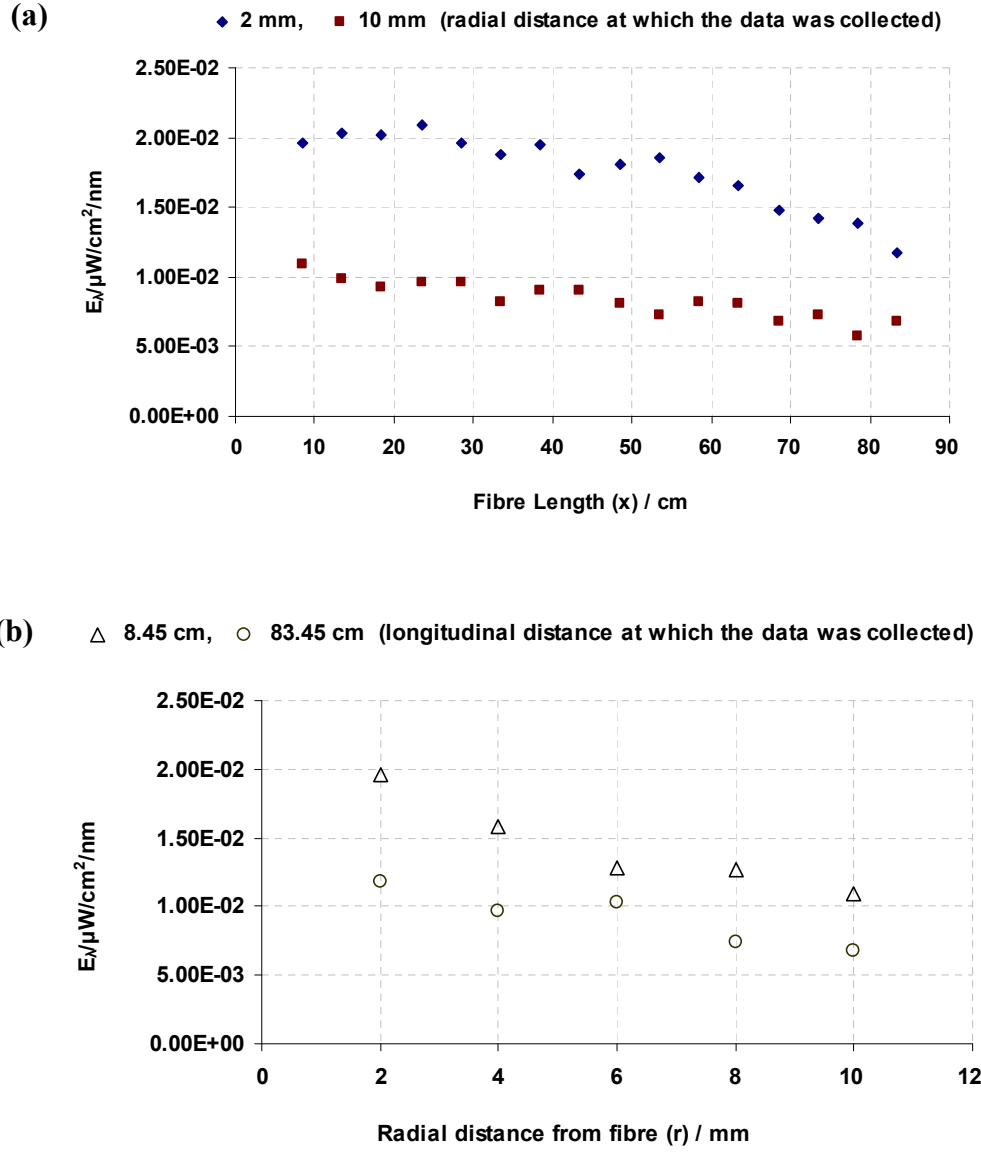 (a)
2 mm, 10 mm (radial distance at which the data was collected)
2.50E-02
2.00E-02
1.50E-02
1.00E-02
5.00E-03
0.00E+00
Eλ/µW/cm²/nm
0 10 20 30 40 50 60 70 80 90
Fibre Length (x) / cm
(b)
8.45 cm, 83.45 cm (longitudinal distance at which the data was collected)
2.50E-02
2.00E-02
1.50E-02
1.00E-02
5.00E-03
0.00E+00
Eλ/µW/cm²/nm
0 2 4 6 8 10 12
Radial distance from fibre (r) / mm